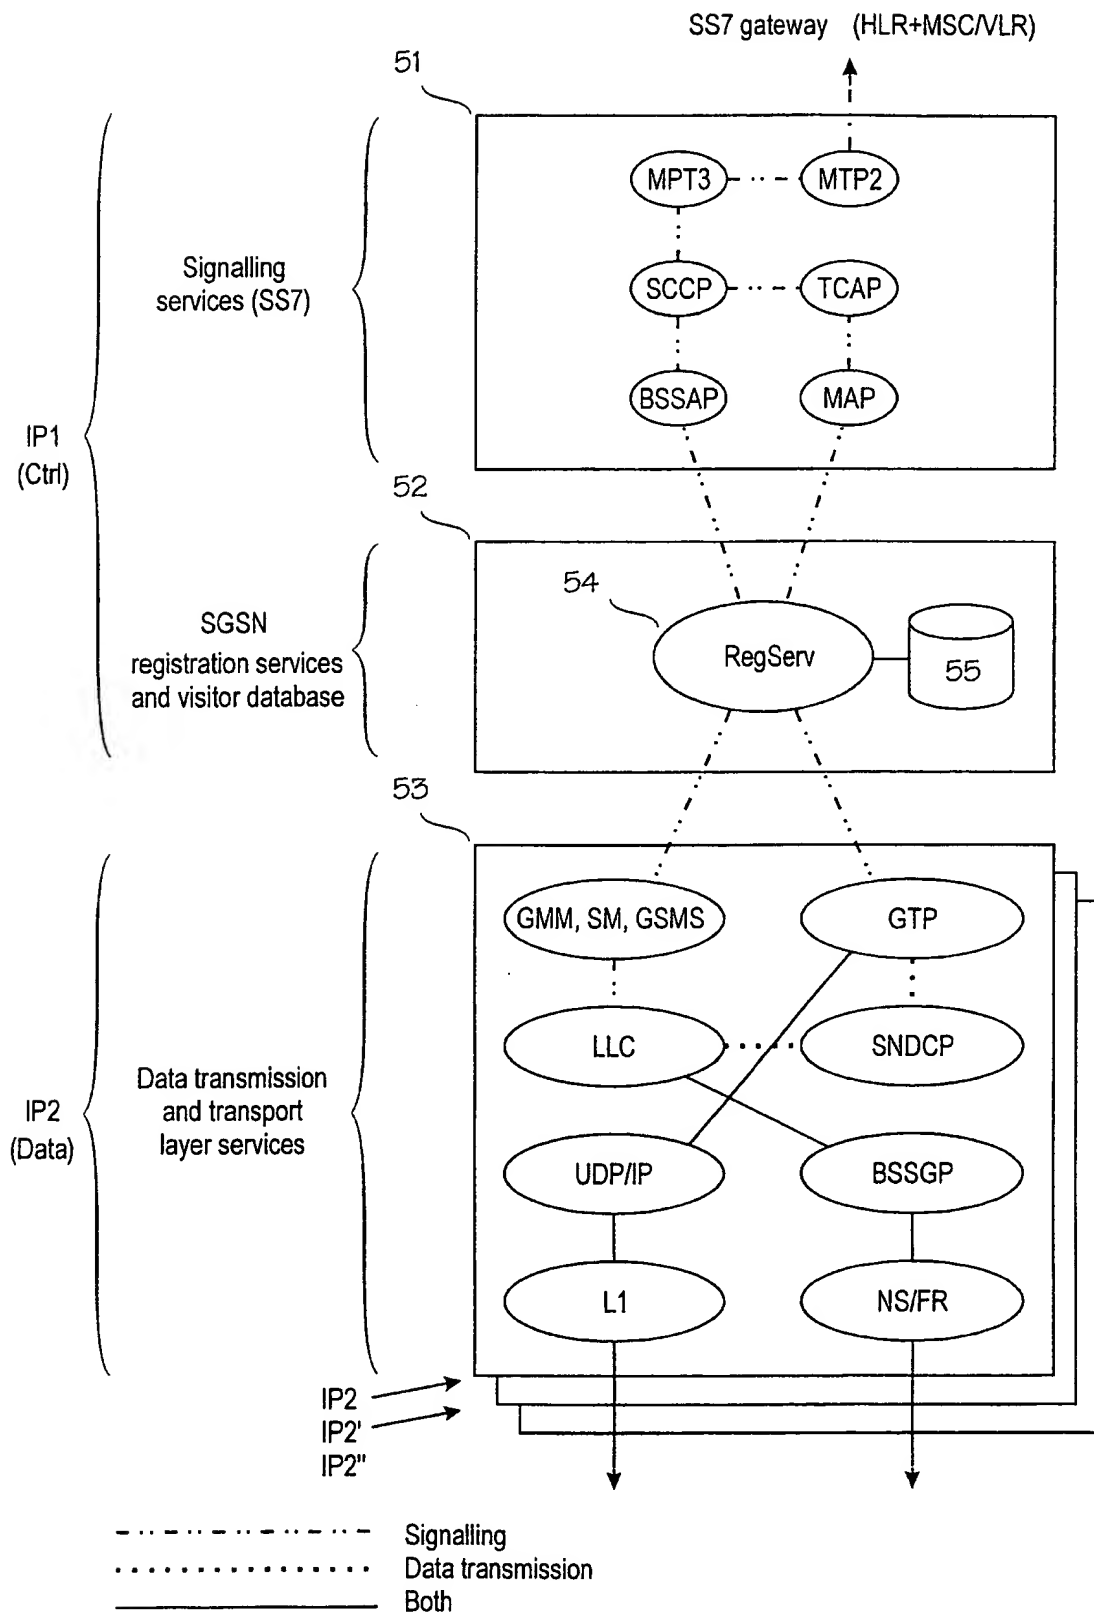 SS7 gateway (HLR+MSC/VLR)
51
MPT3
MTP2
Signalling
services (SS7)
SCCP
TCAP
BSSAP
MAP
IP1
(Ctrl)
52
54
SGSN
registration services
and visitor database
RegServ
55
53
GMM, SM, GSMS
GTP
LLC
SNDCP
IP2
(Data)
Data transmission
and transport
layer services
UDP/IP
BSSGP
L1
NS/FR
IP2
IP2'
IP2"
Signalling
Data transmission
Both